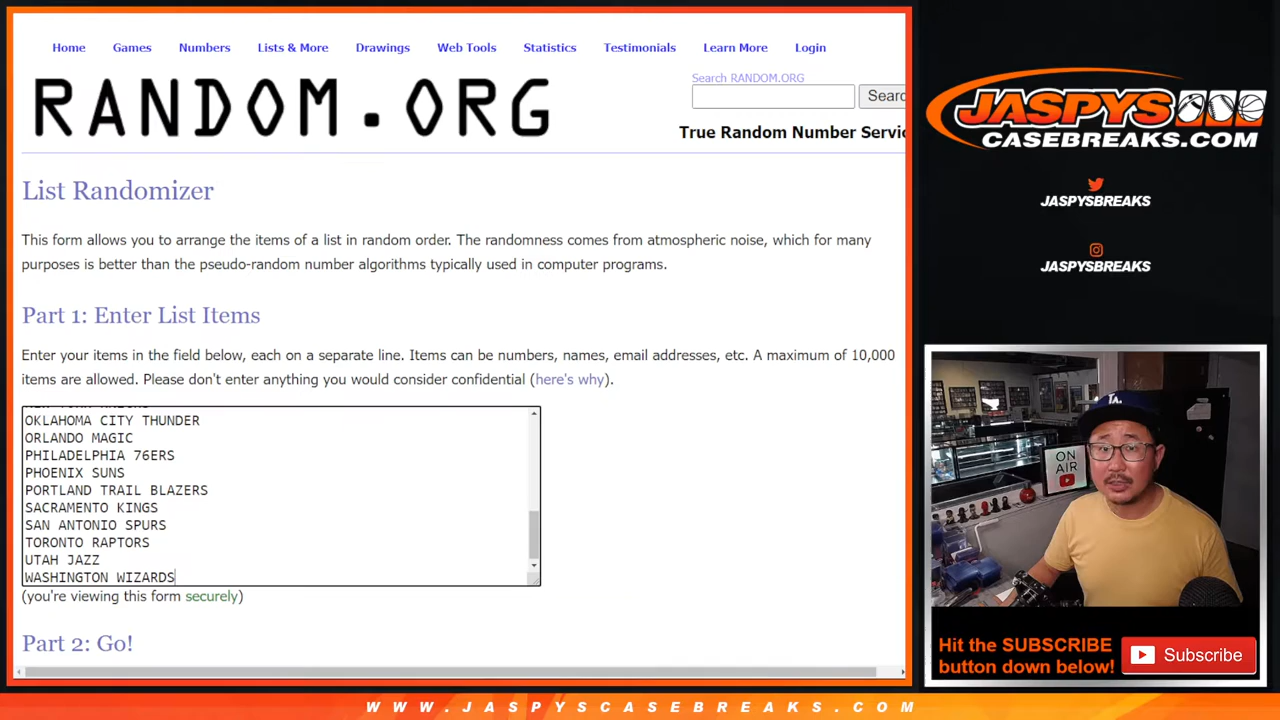 Home Games Numbers Lists & More Drawings Web Tools Statistics Testimonials Learn More Login
RANDOM.ORG
Search RANDOM.ORG
True Random Number
List Randomizer
This form allows you to arrange the items of a list in random order. The randomness comes from atmospheric noise, which for many
purposes is better than the pseudo-random number algorithms typically used in computer programs.
Part 1: Enter List Items
Enter your items in the field below, each on a separate line. Items can be numbers, names, email addresses, etc. A maximum of 10,000
items are allowed. Please don't enter anything you would consider confidential (here's why).
OKLAHOMA CITY THUNDER
ORLANDO MAGIC
PHILADELPHIA 76ERS
PHOENIX SUNS
PORTLAND TRAIL BLAZERS
SACRAMENTO KINGS
SAN ANTONIO SPURS
TORONTO RAPTORS
UTAH JAZZ
WASHINGTON WIZARDS
(you're viewing this form securely)
Part 2: Go!
JASPYS
CASEBREAKS.COM
JASPYSBREAKS
JASPYSBREAKS
ON
AIR
LA
Hit the SUBSCRIBE
button down below!
Subscribe
WWW.JASPYSCASEBREAKS.COM